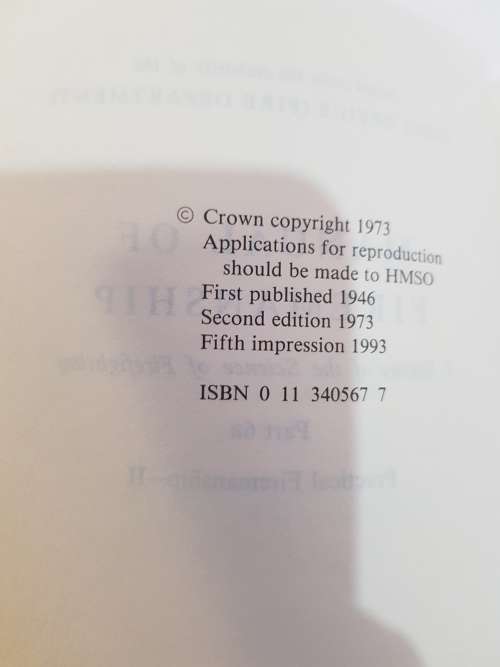 © Crown copyright 1973
Applications for reproduction
should be made to HMSO
First published 1946
Second edition 1973
Fifth impression 1993
ISBN 0 11 340567 7